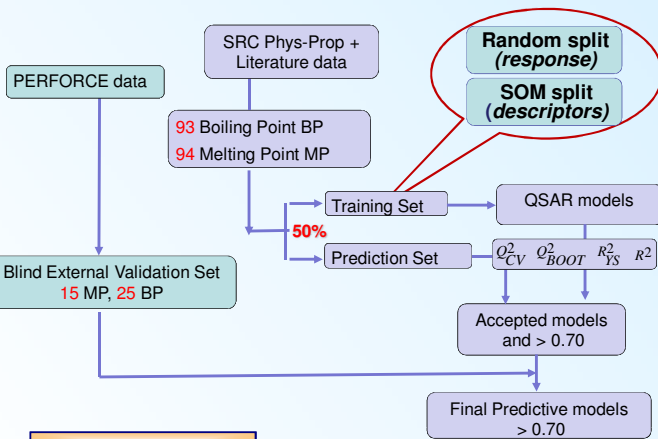 SRC Phys-Prop +
Literature data
Random split
(response)
SOM split
(descriptors)
PERFORCE data
93 Boiling Point BP
94 Melting Point MP
Training Set
QSAR models
50%
Prediction Set
Q²CV Q²BOOT R²YS R²
Blind External Validation Set
15 MP, 25 BP
Accepted models
and > 0.70
Final Predictive models
> 0.70